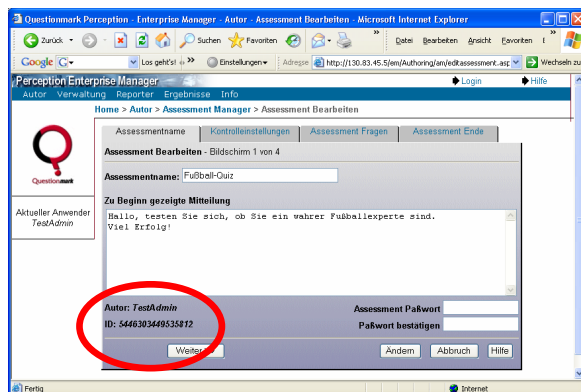 Questionmark Perception - Enterprise Manager - Autor - Assessment Bearbeiten - Microsoft Internet Explorer
Zurück Suchen Favoriten Datei Bearbeiten Ansicht Favoriten E
Google G Los geht's! Einstellungen Adresse http://130.83.45.5/em/Authoring/am/editassessment.asp Wechseln zu
Perception Enterprise Manager Login Hilfe
Autor Verwaltung Reporter Ergebnisse Info
Home > Autor > Assessment Manager > Assessment Bearbeiten
Assessmentname Kontrolleinstellungen Assessment Fragen Assessment Ende
Assessment Bearbeiten - Bildschirm 1 von 4
Questionmark
Assessmentname: Fußball-Quiz
Zu Beginn gezeigte Mitteilung
Aktueller Anwender
TestAdmin
Hallo, testen Sie sich, ob Sie ein wahrer Fußballexperte sind.
Viel Erfolg!
Autor: TestAdmin Assessment Paßwort
ID: 5446303449535812 Paßwort bestätigen
Weiter >> Ändern Abbruch Hilfe
Fertig Internet